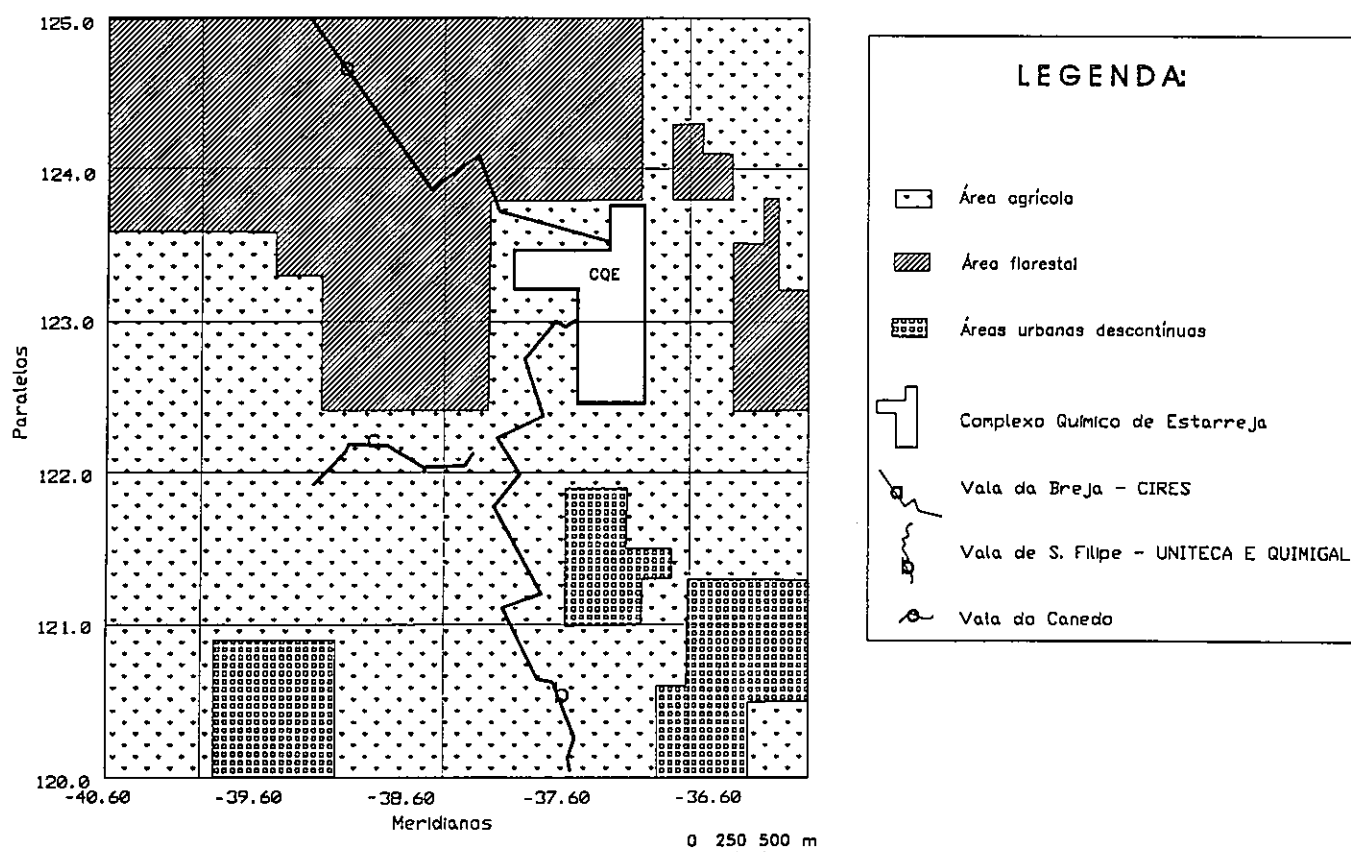 125.0
124.0
123.0
122.0
121.0
120.0
Paralelos
-40.60
-39.60
-38.60
-37.60
-36.60
Meridianos
0 250 500 m
CQE
LEGENDA:
Área agrícola
Área florestal
Áreas urbanas descontínuas
Complexo Químico de Estarreja
Vala da Breja - CIRES
Vala de S. Filipe - UNITECA E QUIMIGAL
Vala do Canedo